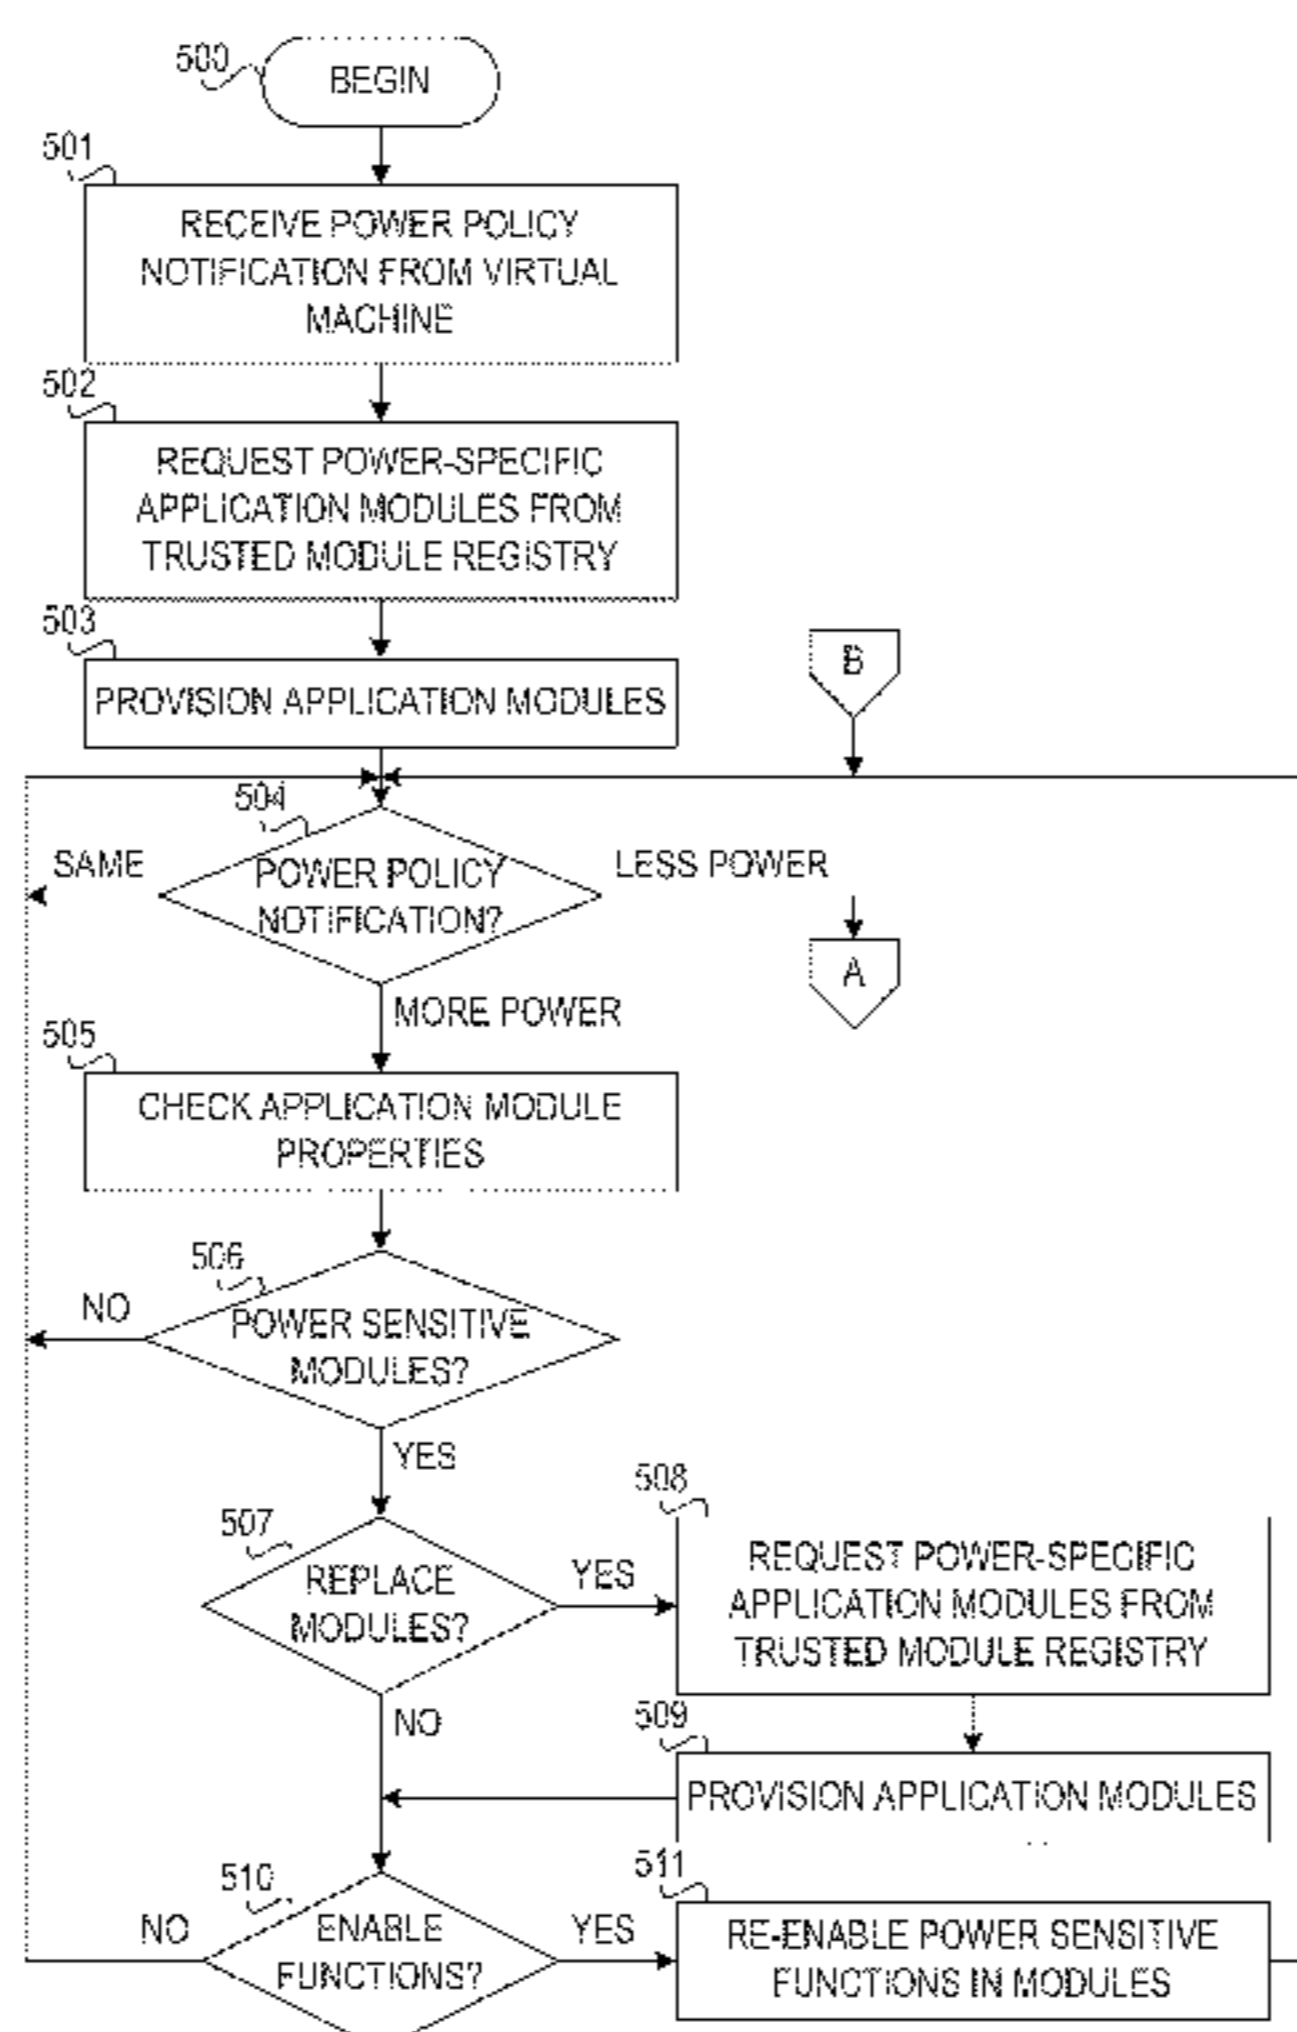 500
BEGIN
501
RECEIVE POWER POLICY
NOTIFICATION FROM VIRTUAL
MACHINE
502
REQUEST POWER-SPECIFIC
APPLICATION MODULES FROM
TRUSTED MODULE REGISTRY
503
PROVISION APPLICATION MODULES
B
504
SAME
POWER POLICY
NOTIFICATION?
LESS POWER
A
MORE POWER
505
CHECK APPLICATION MODULE
PROPERTIES
506
NO
POWER SENSITIVE
MODULES?
YES
507
REPLACE
MODULES?
YES
508
REQUEST POWER-SPECIFIC
APPLICATION MODULES FROM
TRUSTED MODULE REGISTRY
NO
509
PROVISION APPLICATION MODULES
510
NO
ENABLE
FUNCTIONS?
YES
511
RE-ENABLE POWER SENSITIVE
FUNCTIONS IN MODULES